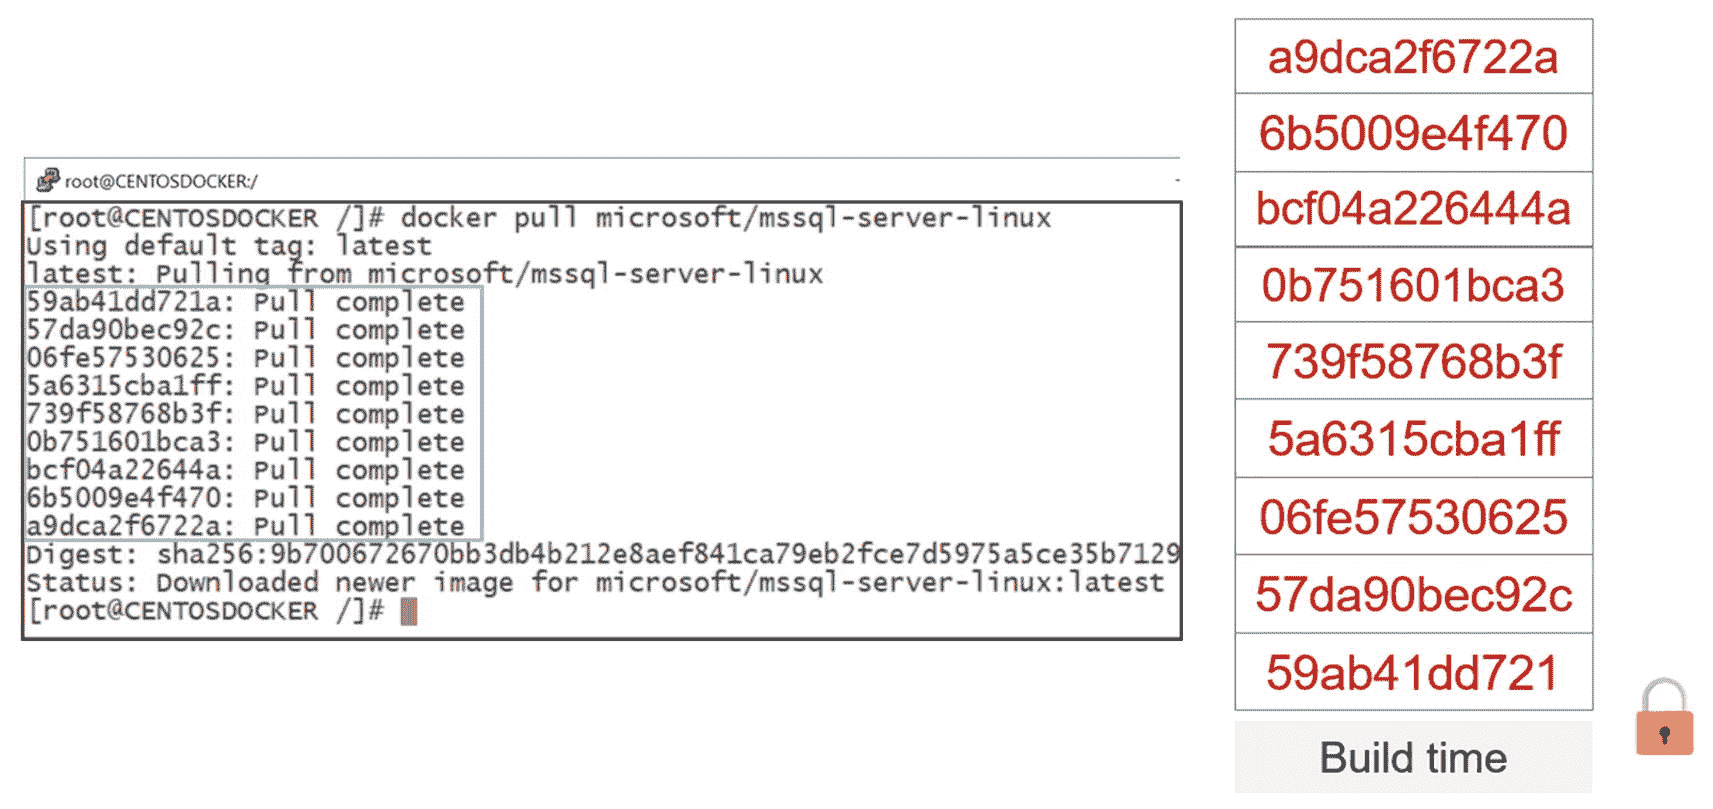 root@CENTOSDOCKER:/
[root@CENTOSDOCKER /]# docker pull microsoft/mssql-server-linux
Using default tag: latest
latest: Pulling from microsoft/mssql-server-linux
59ab41dd721a: Pull complete
57da90bec92c: Pull complete
06fe57530625: Pull complete
5a6315cba1ff: Pull complete
739f58768b3f: Pull complete
0b751601bca3: Pull complete
bcf04a22644a: Pull complete
6b5009e4f470: Pull complete
a9dca2f6722a: Pull complete
Digest: sha256:9b700672670bb3db4b212e8aef841ca79eb2fce7d5975a5ce35b7129
Status: Downloaded newer image for microsoft/mssql-server-linux:latest
[root@CENTOSDOCKER /]#
a9dca2f6722a
6b5009e4f470
bcf04a226444a
0b751601bca3
739f58768b3f
5a6315cba1ff
06fe57530625
57da90bec92c
59ab41dd721
Build time